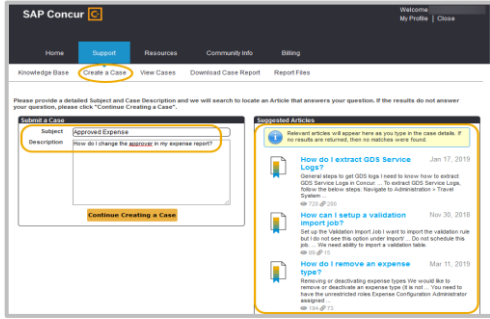 SAP Concur C
Welcome
My Profile | Close
Home Support Resources Community Info Billing
Knowledge Base Create a Case View Cases Download Case Report Report Files
Please provide a detailed Subject and Case Description and we will search to locate an Article that answers your question. If the results do not answer
your question, please click "Continue Creating a Case".
Submit a Case
Subject Approved Expense
Description How do I change the approver in my expense report?
Continue Creating a Case
Suggested Articles
Relevant articles will appear here as you type in the case details. If
no results are returned, then no matches were found.
How do I extract GDS Service Jan 17, 2019
Logs?
General steps to get GDS logs I need to know how to extract
GDS Service Logs in Concur. ... To extract GDS Service Logs,
follow the below steps. Navigate to Administration > Travel
System ...
How can I setup a validation Nov 30, 2018
import job?
Set up the Validation Import job I want to import the validation rule
but I do not see this option under Import/ ... Do not schedule this
job. ... We need ability to import a validation table.
How do I remove an expense Mar 11, 2019
type?
Removing or deactivating expense types We would like to
remove or deactivate an expense type (it is not ... You need to
have the unrestricted roles Expense Configuration Administrator
assigned ...